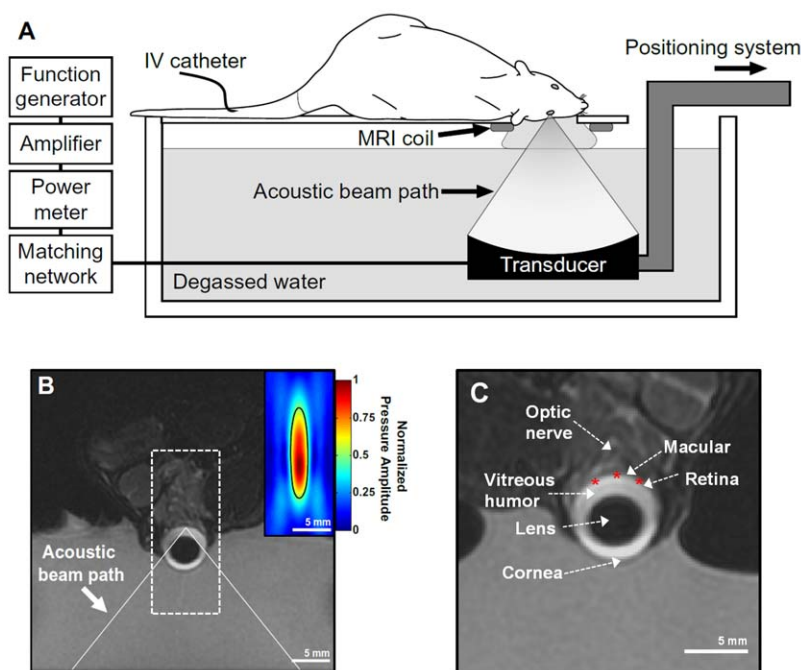 A
IV catheter
Positioning system
Function
generator
Amplifier
Power
meter
Matching
network
MRI coil
Acoustic beam path
Transducer
Degassed water
B
Acoustic
beam path
5 mm
5 mm
1
0.75
0.5
0.25
0
Normalized
Pressure Amplitude
C
Optic
nerve
Macular
Retina
Vitreous
humor
Lens
Cornea
5 mm